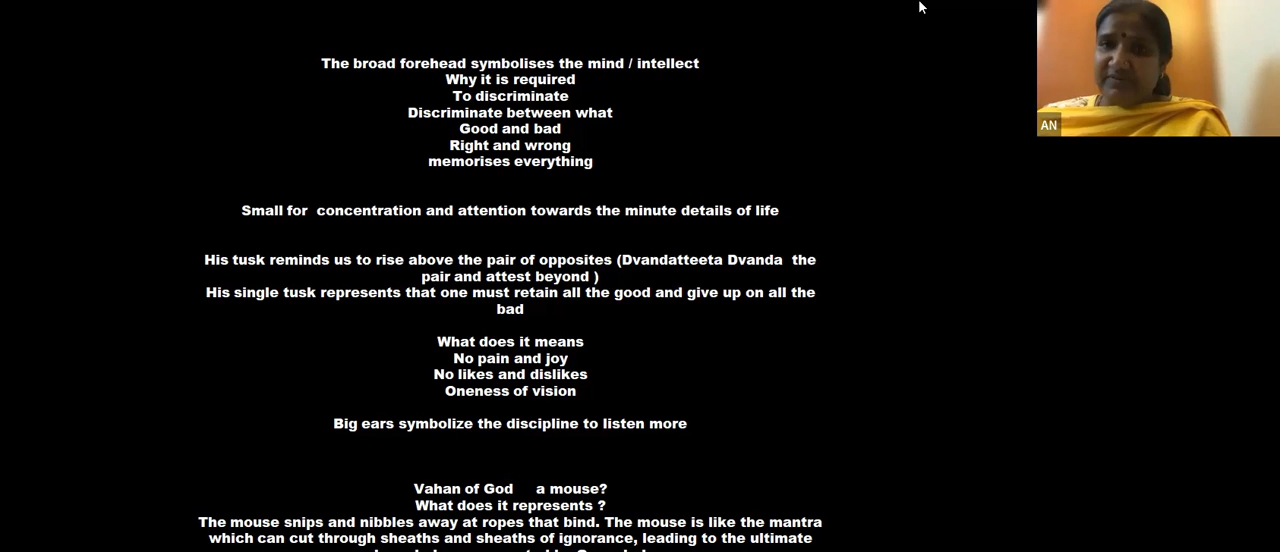 The broad forehead symbolises the mind / intellect
Why it is required
To discriminate
Discriminate between what
Good and bad
Right and wrong
memorises everything
Small for  concentration and attention towards the minute details of life
His tusk reminds us to rise above the pair of opposites (Dvandatteeta Dvanda  the
pair and attest beyond )
His single tusk represents that one must retain all the good and give up on all the
bad
What does it means
No pain and joy
No likes and dislikes
Oneness of vision
Big ears symbolize the discipline to listen more
Vahan of God     a mouse?
What does it represents ?
The mouse snips and nibbles away at ropes that bind. The mouse is like the mantra
which can cut through sheaths and sheaths of ignorance, leading to the ultimate
AN